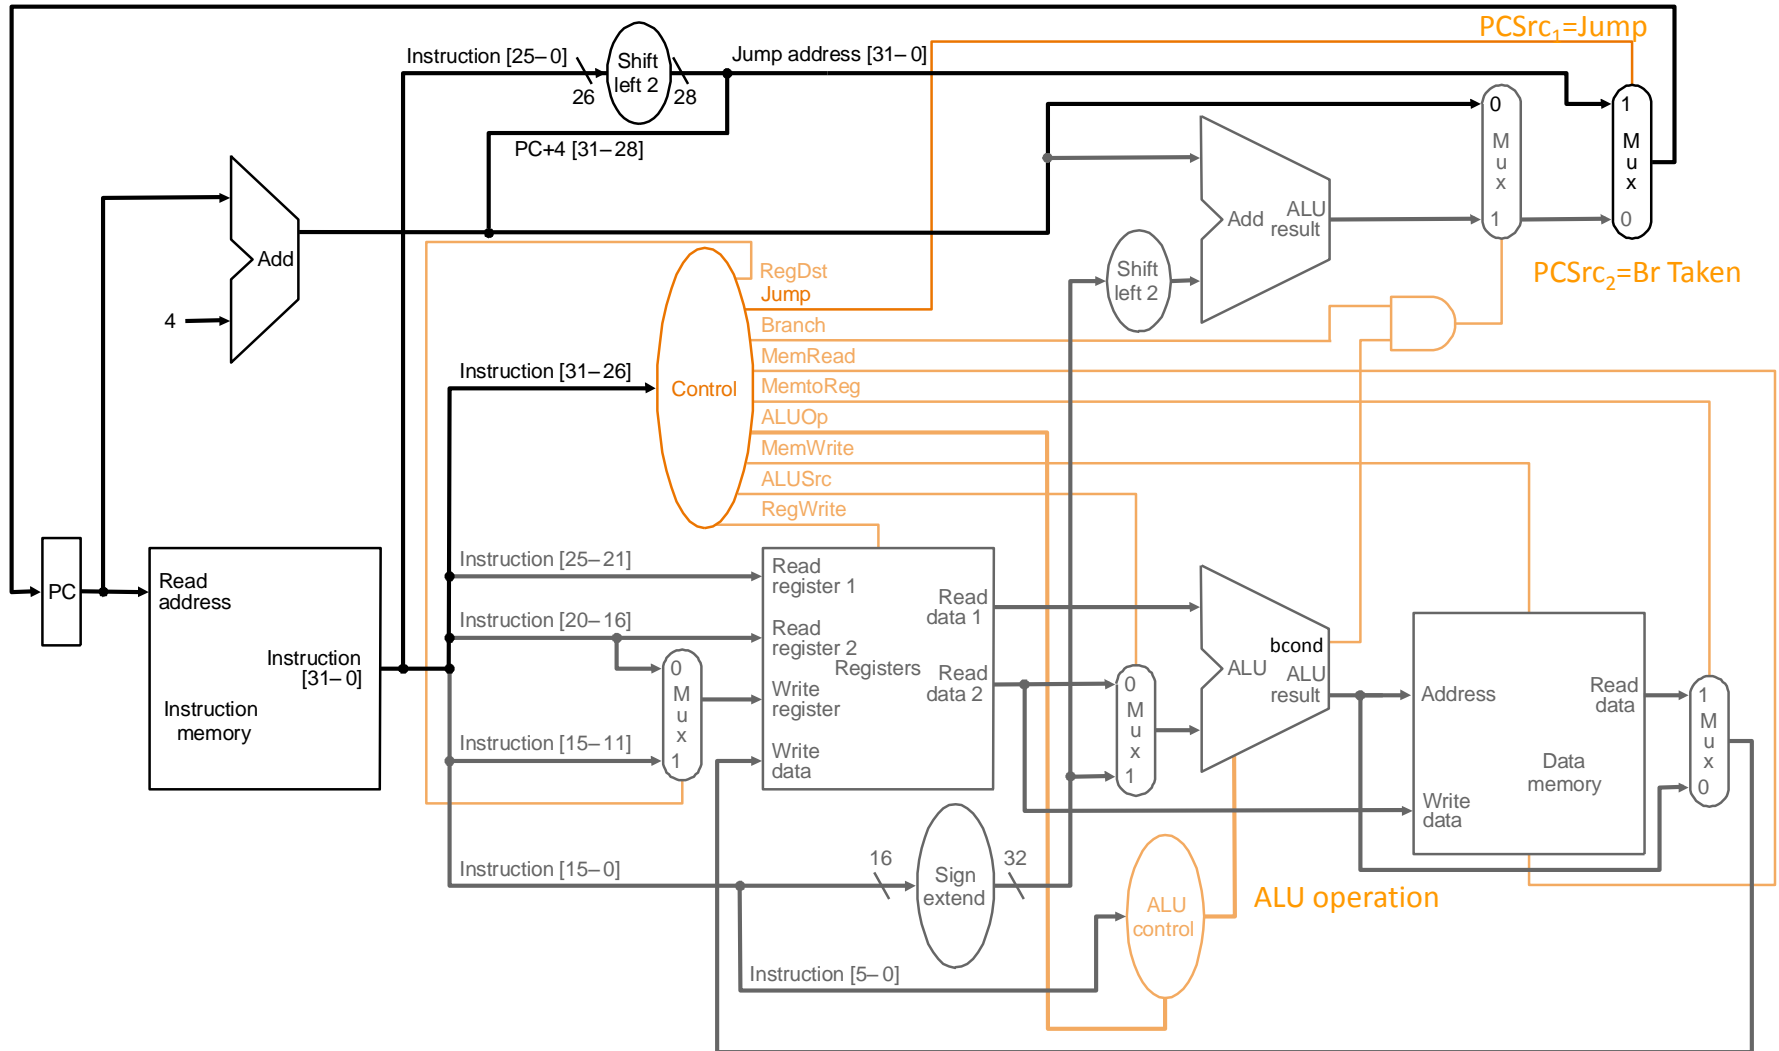 PCSrc1=Jump
Instruction [25–0]
Shift
left 2
Jump address [31–0]
26
28
PC+4 [31–28]
0
M
u
x
1
1
M
u
x
0
Add
ALU
result
Add
4
Shift
left 2
PCSrc2=Br Taken
RegDst
Jump
Branch
MemRead
MemtoReg
ALUOp
MemWrite
ALUSrc
RegWrite
Instruction [31–26]
Control
PC
Read
address
Instruction
[31–0]
Instruction
memory
Instruction [25–21]
Instruction [20–16]
Instruction [15–11]
Instruction [15–0]
Instruction [5–0]
0
M
u
x
1
Read
register 1
Read
register 2
Write
register
Write
data
Registers
Read
data 1
Read
data 2
0
M
u
x
1
bcond
ALU
ALU
result
Address
Write
data
Read
data
Data
memory
1
M
u
x
0
16
Sign
extend
32
ALU
control
ALU operation